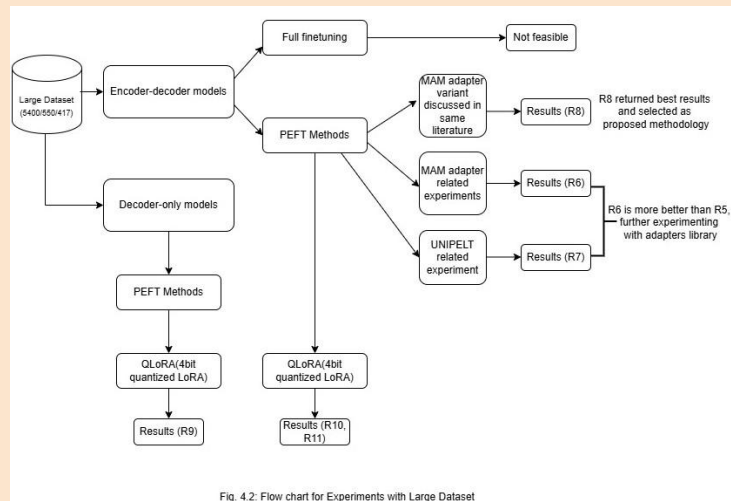 Full finetuning
Not feasible
Large Dataset
(5400/550/417)
Encoder-decoder models
MAM adapter
variant
discussed in
same
literature
Results (R8)
R8 returned best results
and selected as
proposed methodology
PEFT Methods
MAM adapter
related
experiments
Results (R6)
R6 is more better than R5,
further experimenting
with adapters library
UNIPELT
related
experiment
Results (R7)
Decoder-only models
PEFT Methods
QLoRA(4bit
quantized LoRA)
QLoRA(4bit
quantized LoRA)
Results (R9)
Results (R10,
R11)
Fig. 4.2: Flow chart for Experiments with Large Dataset